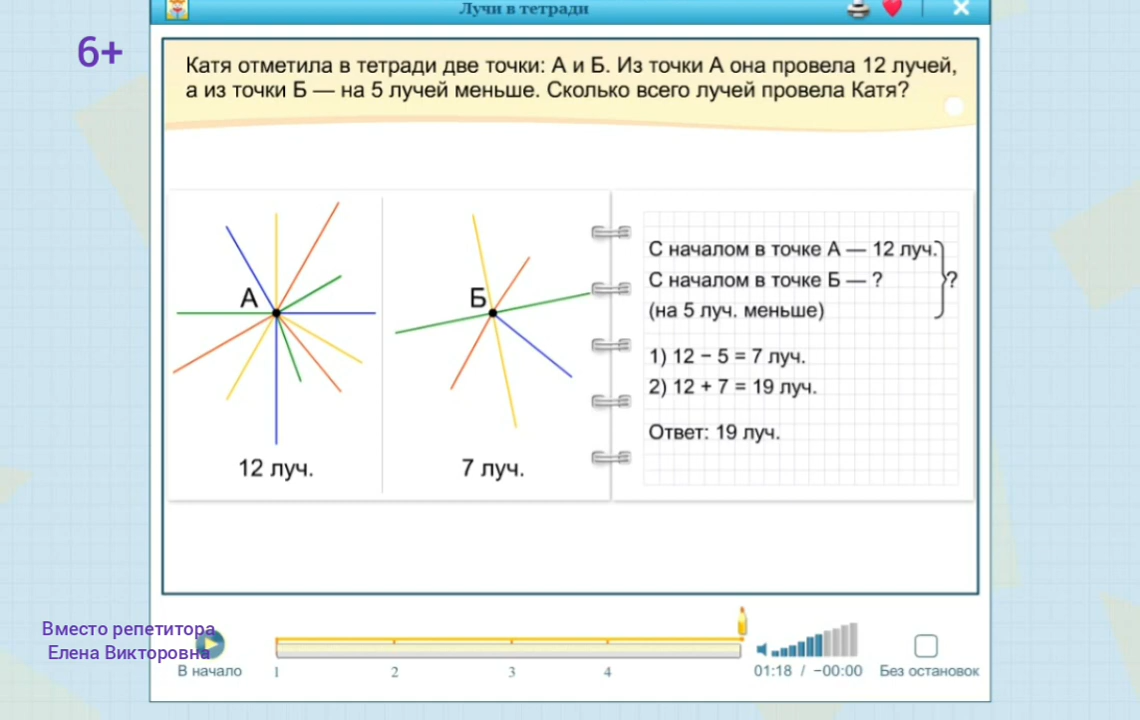 Лучи в тетради
6+
Катя отметила в тетради две точки: А и Б. Из точки А она провела 12 лучей,
а из точки Б — на 5 лучей меньше. Сколько всего лучей провела Катя?
А
12 луч.
Б
7 луч.
С началом в точке А — 12 луч.
С началом в точке Б — ?
(на 5 луч. меньше)
?
1) 12 − 5 = 7 луч.
2) 12 + 7 = 19 луч.
Ответ: 19 луч.
Вместо репетитора
Елена Викторовна
В начало
1 2 3 4
01:18 / −00:00
Без остановок